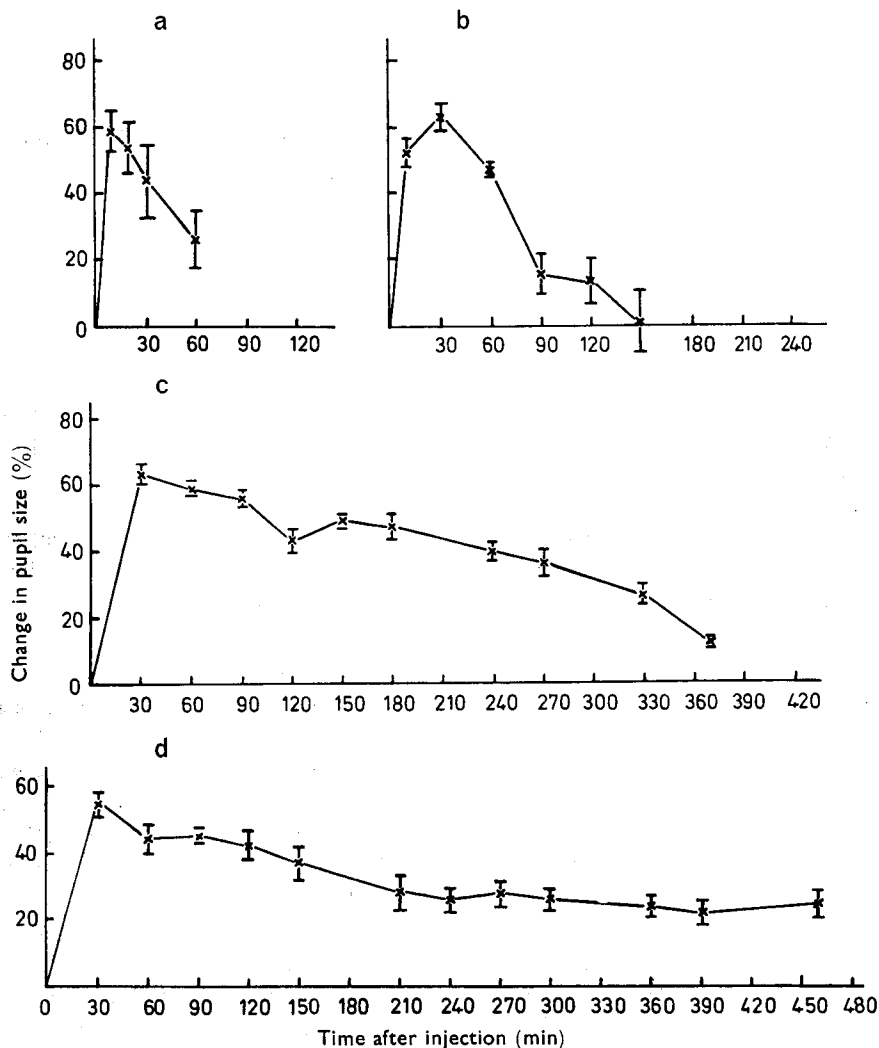 a
b
80
60
40
20
0
30 60 90 120
30 60 90 120 180 210 240
c
Change in pupil size (%)
80
60
40
20
0
30 60 90 120 150 180 210 240 270 300 330 360 390 420
d
60
40
20
0 30 60 90 120 150 180 210 240 270 300 330 360 390 420 450 480
Time after injection (min)